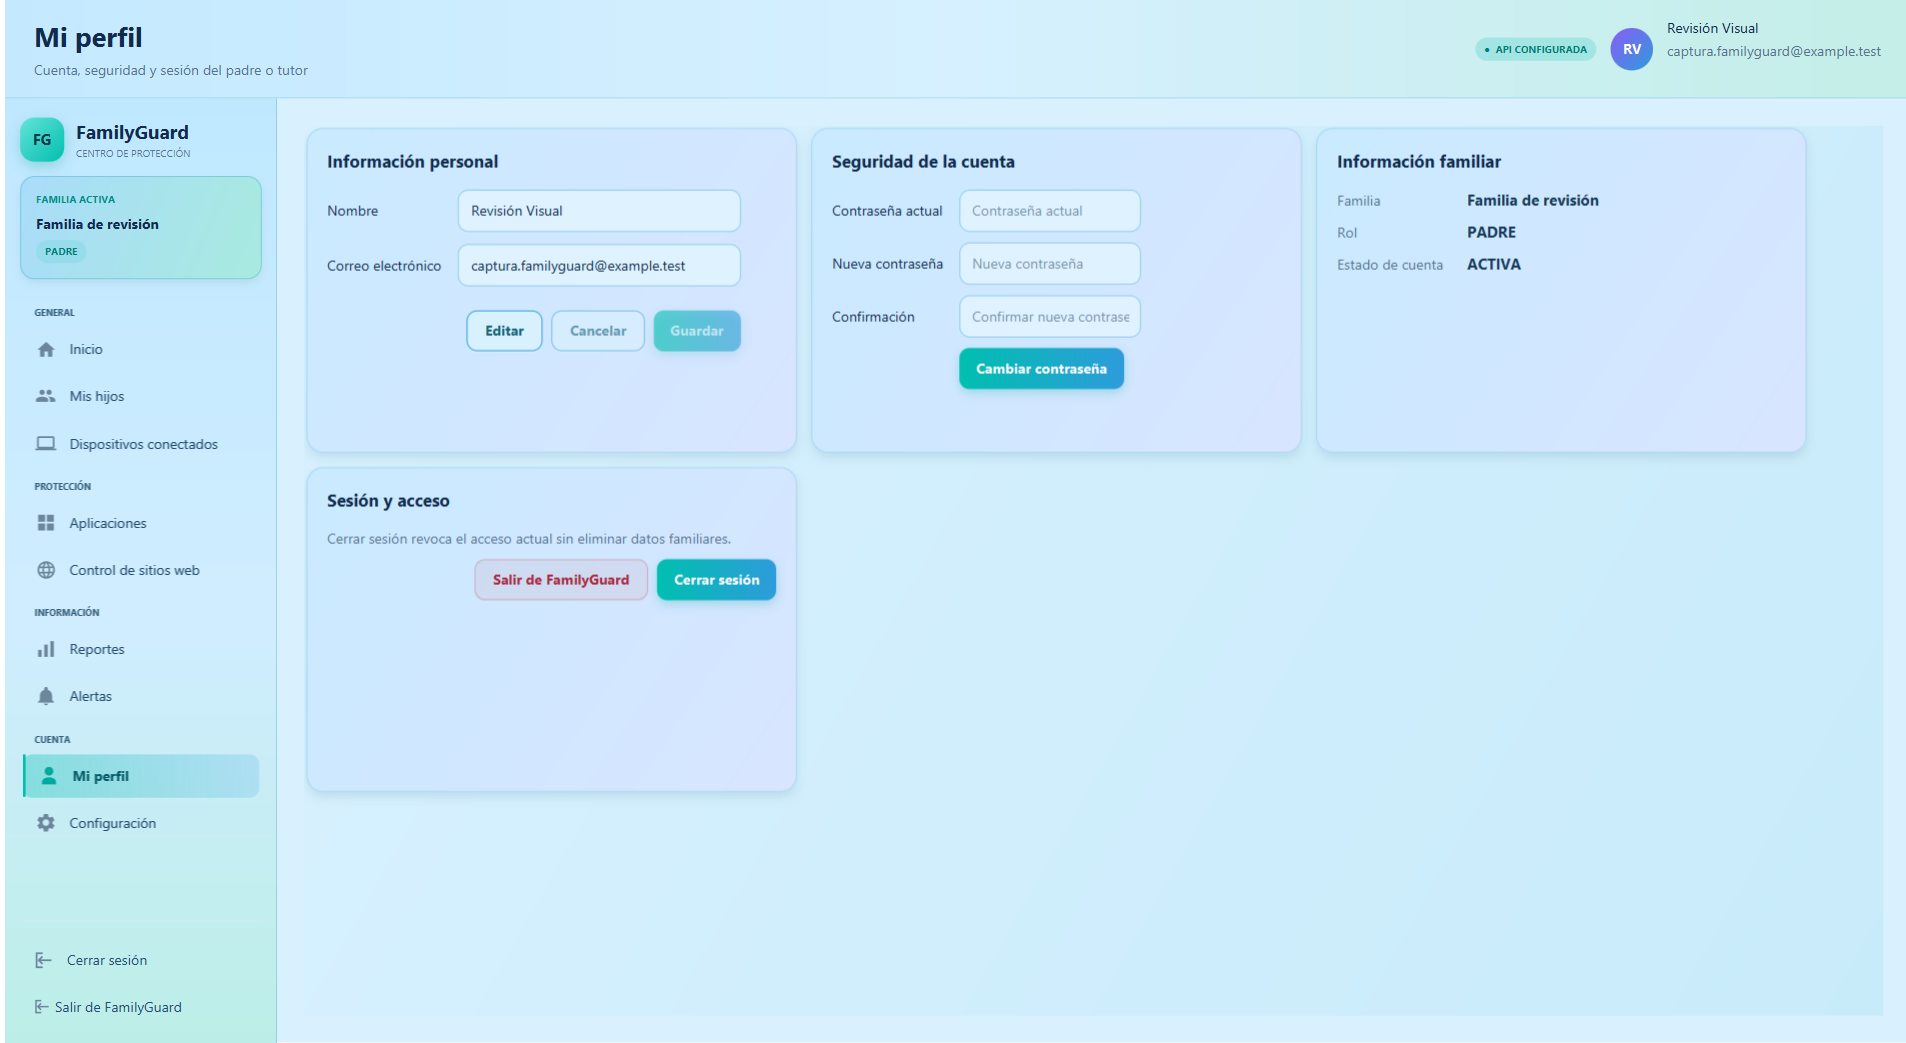 Mi perfil
Cuenta, seguridad y sesión del padre o tutor
API CONFIGURADA
RV
Revisión Visual
captura.familyguard@example.test
FG
FamilyGuard
CENTRO DE PROTECCIÓN
FAMILIA ACTIVA
Familia de revisión
PADRE
GENERAL
Inicio
Mis hijos
Dispositivos conectados
PROTECCIÓN
Aplicaciones
Control de sitios web
INFORMACIÓN
Reportes
Alertas
CUENTA
Mi perfil
Configuración
Cerrar sesión
Salir de FamilyGuard
Información personal
Nombre
Revisión Visual
Correo electrónico
captura.familyguard@example.test
Editar
Cancelar
Guardar
Seguridad de la cuenta
Contraseña actual
Contraseña actual
Nueva contraseña
Nueva contraseña
Confirmación
Confirmar nueva contrase
Cambiar contraseña
Información familiar
Familia
Familia de revisión
Rol
PADRE
Estado de cuenta
ACTIVA
Sesión y acceso
Cerrar sesión revoca el acceso actual sin eliminar datos familiares.
Salir de FamilyGuard
Cerrar sesión